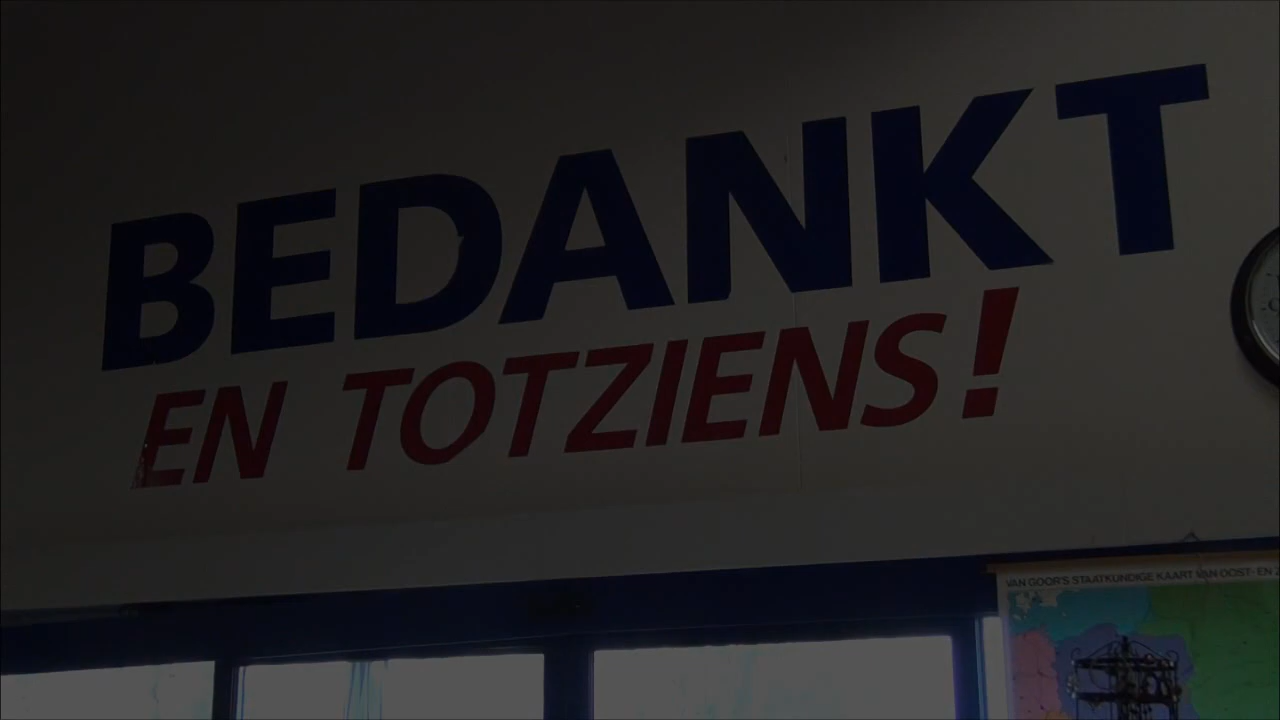 BEDANKT
EN TOTZIENS!
VAN GOOR'S STAATKUNDIGE KAART VAN OOST- EN